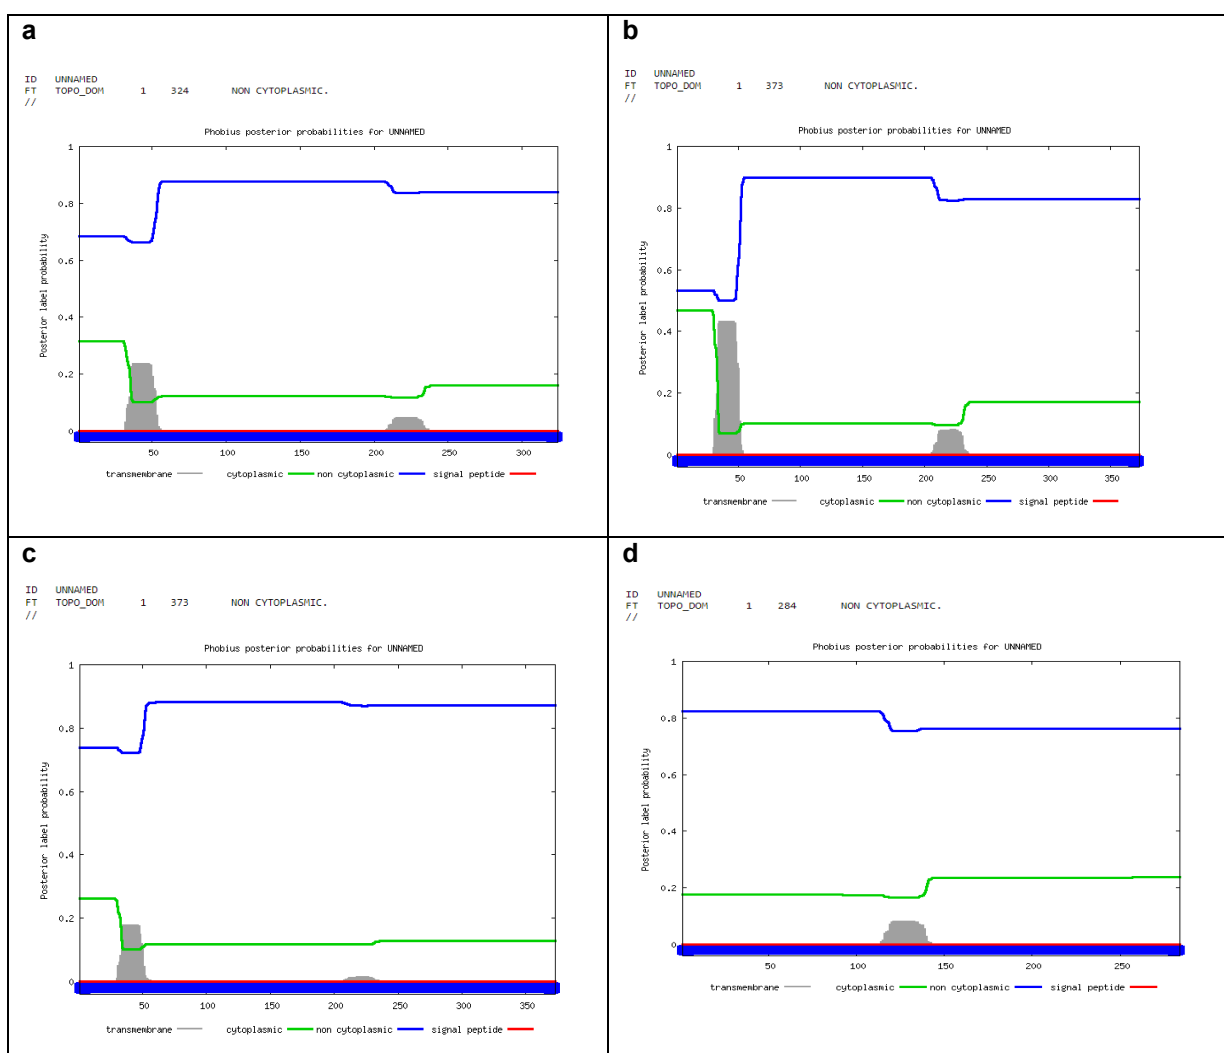 a
ID UNNAMED
FT TOPO_DOM 1 324 NON CYTOPLASMIC.
//
Phobius posterior probabilities for UNNAMED
Posterior label probability
1
0.8
0.6
0.4
0.2
0
50 100 150 200 250 300
transmembrane cytoplasmic non cytoplasmic signal peptide
b
ID UNNAMED
FT TOPO_DOM 1 373 NON CYTOPLASMIC.
//
Phobius posterior probabilities for UNNAMED
Posterior label probability
1
0.8
0.6
0.4
0.2
0
50 100 150 200 250 300 350
transmembrane cytoplasmic non cytoplasmic signal peptide
c
ID UNNAMED
FT TOPO_DOM 1 373 NON CYTOPLASMIC.
//
Phobius posterior probabilities for UNNAMED
Posterior label probability
1
0.8
0.6
0.4
0.2
0
50 100 150 200 250 300 350
transmembrane cytoplasmic non cytoplasmic signal peptide
d
ID UNNAMED
FT TOPO_DOM 1 284 NON CYTOPLASMIC.
//
Phobius posterior probabilities for UNNAMED
Posterior label probability
1
0.8
0.6
0.4
0.2
0
50 100 150 200 250
transmembrane cytoplasmic non cytoplasmic signal peptide